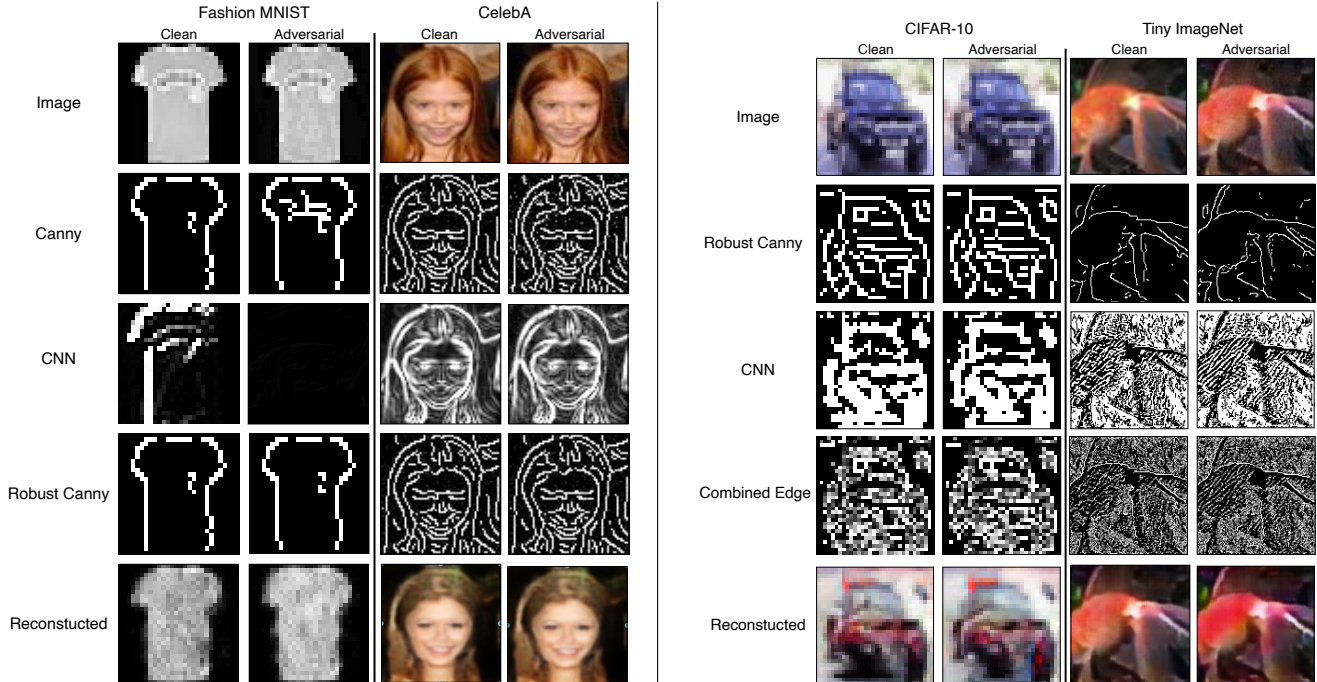 Fashion MNIST
CelebA
Clean
Adversarial
Clean
Adversarial
Image
Canny
CNN
Robust Canny
Reconstucted
CIFAR-10
Tiny ImageNet
Clean
Adversarial
Clean
Adversarial
Image
Robust Canny
CNN
Combined Edge
Reconstucted